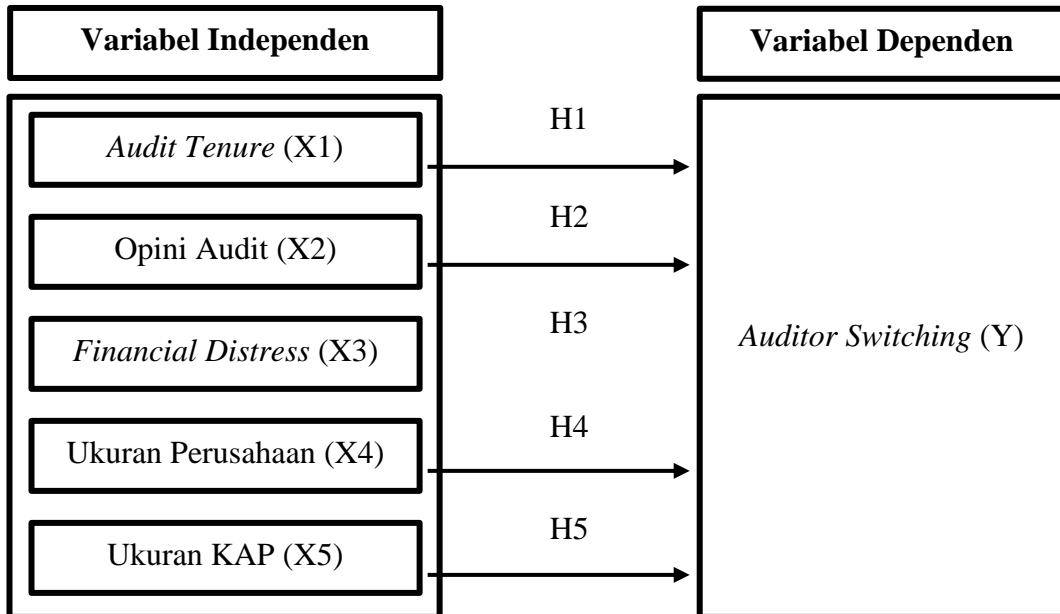 Variabel Independen
Variabel Dependen
Audit Tenure (X1)
H1
Opini Audit (X2)
H2
Financial Distress (X3)
H3
Auditor Switching (Y)
Ukuran Perusahaan (X4)
H4
Ukuran KAP (X5)
H5